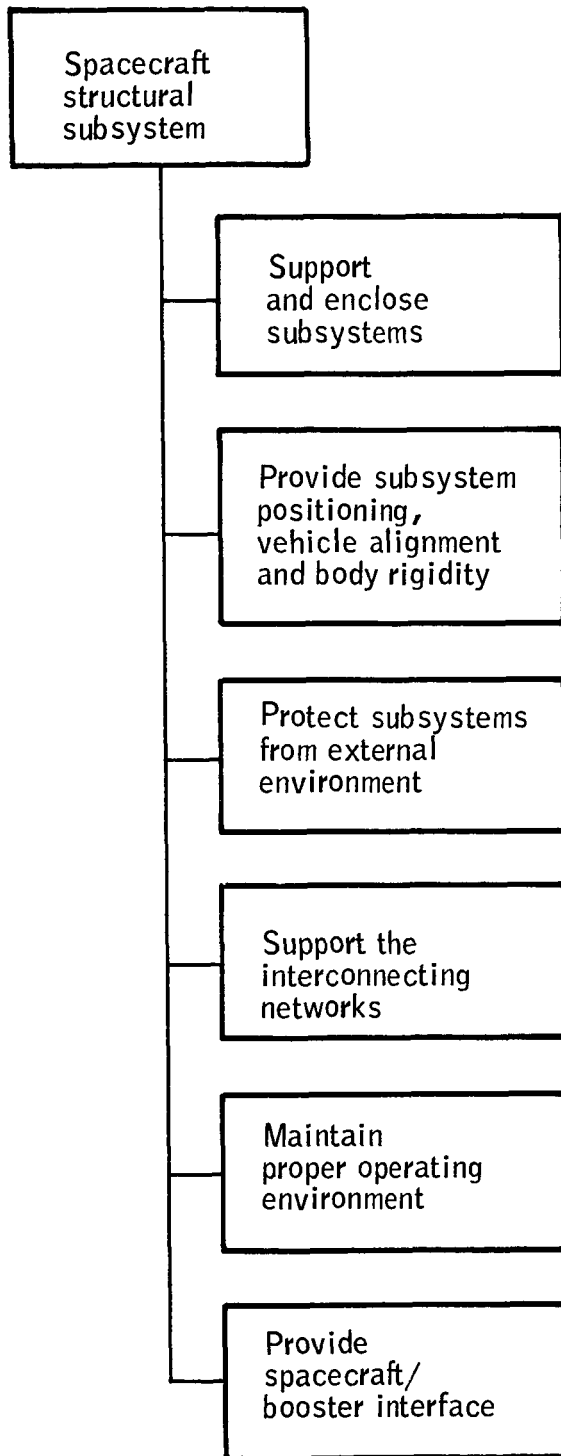 Spacecraft
structural
subsystem
Support
and enclose
subsystems
Provide subsystem
positioning,
vehicle alignment
and body rigidity
Protect subsystems
from external
environment
Support the
interconnecting
networks
Maintain
proper operating
environment
Provide
spacecraft/
booster interface